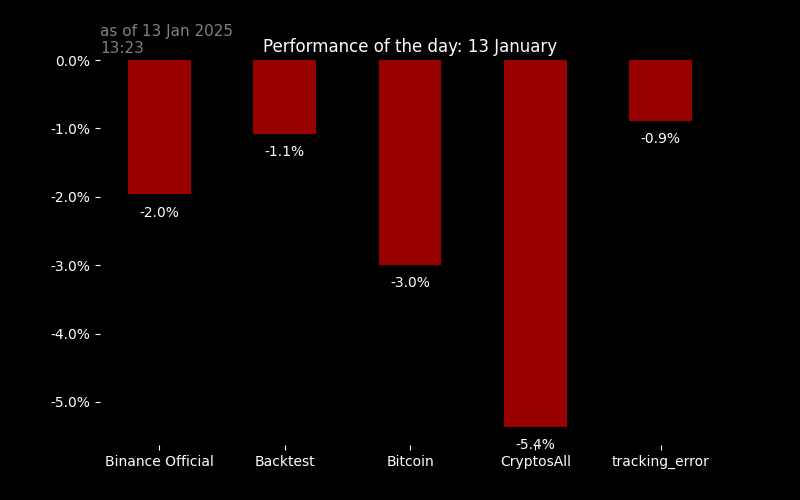 as of 13 Jan 2025
13:23
Performance of the day: 13 January
0.0%
-1.0%
-2.0%
-3.0%
-4.0%
-5.0%
-2.0%
-1.1%
-3.0%
-5.4%
-0.9%
Binance Official
Backtest
Bitcoin
CryptosAll
tracking_error